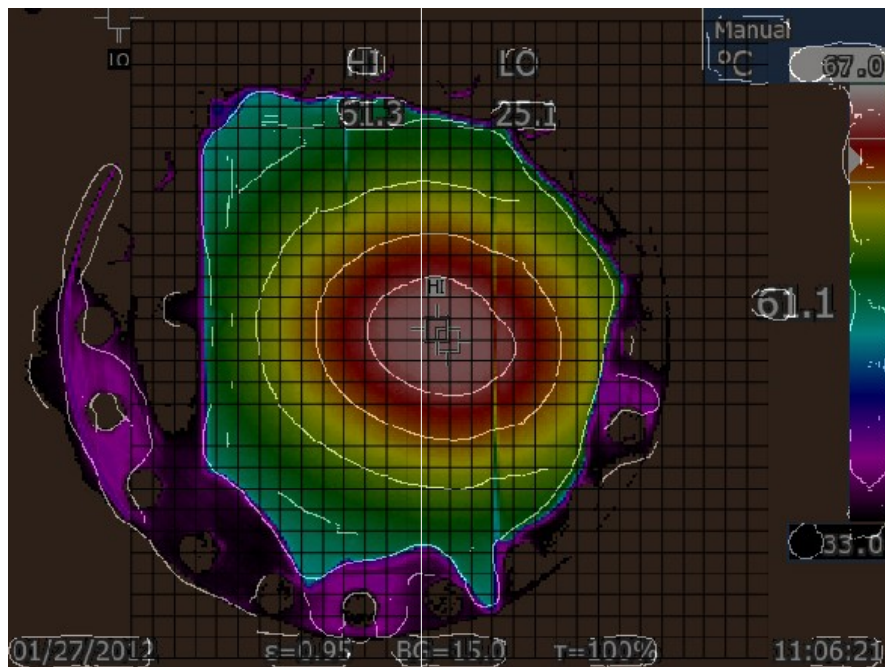 Manual
HI LO °C 67.0
61.3 25.1
HI
61.1
33.0
01/27/2012 ε=0.95 BG=15.0 τ=100% 11:06:21